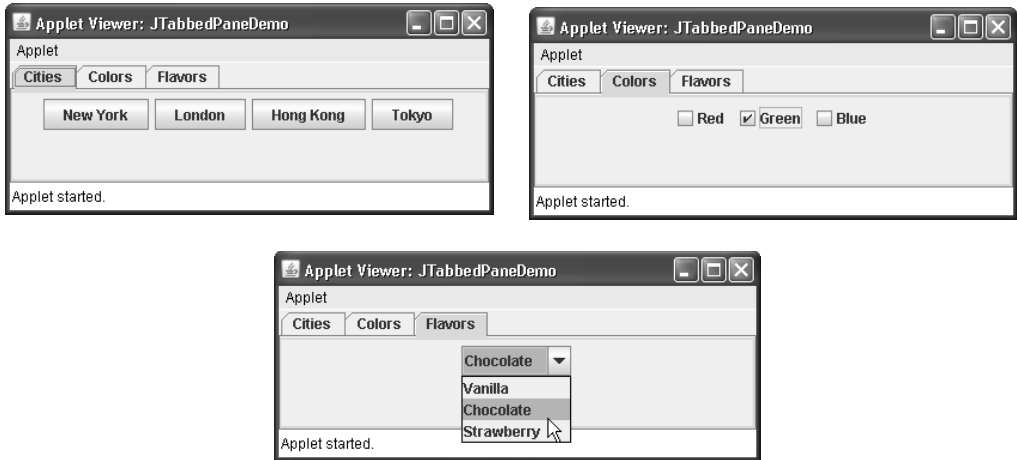 Applet Viewer: JTabbedPaneDemo
Applet
Cities Colors Flavors
New York London Hong Kong Tokyo
Applet started.
Applet Viewer: JTabbedPaneDemo
Applet
Cities Colors Flavors
Red Green Blue
Applet started.
Applet Viewer: JTabbedPaneDemo
Applet
Cities Colors Flavors
Chocolate
Vanilla
Chocolate
Strawberry
Applet started.